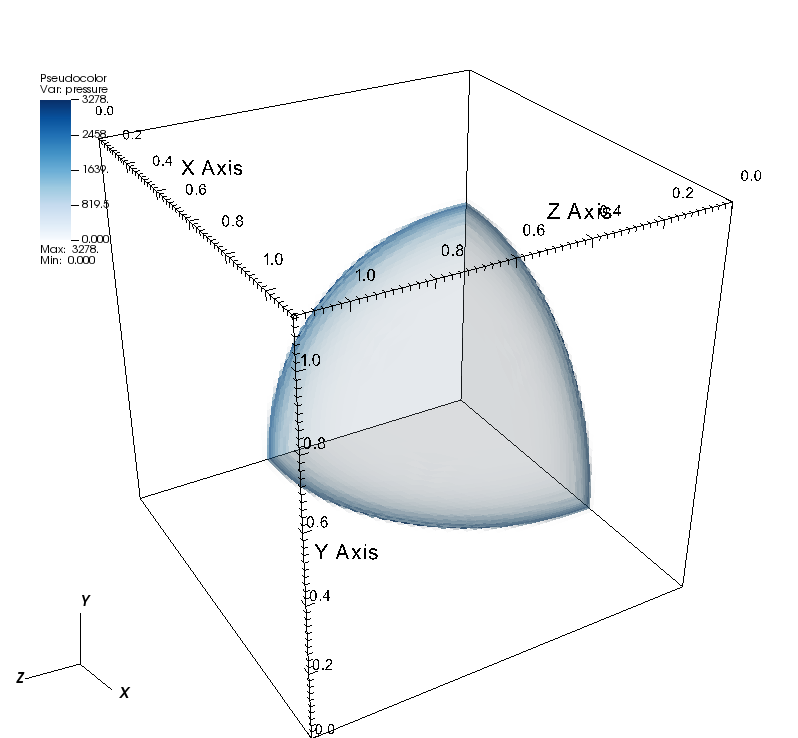 Pseudocolor
Var: pressure
3278.
2458.
1639.
819.5
0.000
Max: 3278.
Min: 0.000
0.0
0.2
0.4
X Axis
0.6
0.8
1.0
0.0
0.2
Z Axis
0.4
0.6
0.8
1.0
1.0
0.8
0.6
Y Axis
0.4
0.2
0.0
Y
Z
X